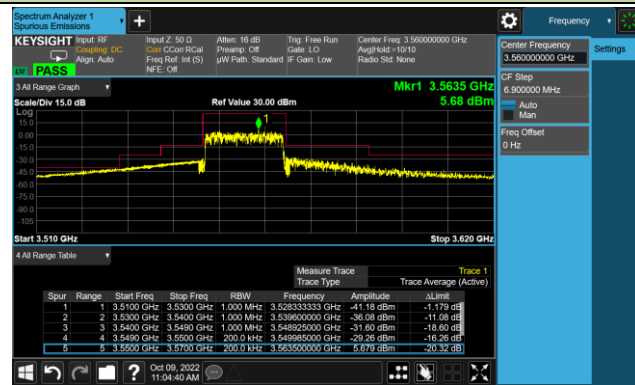 Spectrum Analyzer 1
Spurious Emissions
+
Frequency
KEYSIGHT
Input: RF
Coupling: DC
Align: Auto
Input Z: 50 Ω
Corr CCorr RCal
Freq Ref: Int (S)
NFE: Off
Atten: 16 dB
Preamp: Off
µW Path: Standard
Trig: Free Run
Gate: LO
IF Gain: Low
Center Freq: 3.560000000 GHz
Avg|Hold:>10/10
Radio Std: None
PASS
Center Frequency
3.560000000 GHz
Settings
CF Step
6.900000 MHz
Auto
Man
Freq Offset
0 Hz
3 All Range Graph
Mkr1 3.5635 GHz
Scale/Div 15.0 dB
Ref Value 30.00 dBm
5.68 dBm
Log
15.0
0.00
-15.0
-30.0
-45.0
-60.0
-75.0
-90.0
-105
1
Start 3.510 GHz
Stop 3.620 GHz
4 All Range Table
Measure Trace
Trace 1
Trace Type
Trace Average (Active)
Spur Range Start Freq Stop Freq RBW Frequency Amplitude ΔLimit
1 1 3.5100 GHz 3.5300 GHz 1.000 MHz 3.528333333 GHz -41.18 dBm -1.179 dB
2 2 3.5300 GHz 3.5400 GHz 1.000 MHz 3.539600000 GHz -36.08 dBm -11.08 dB
3 3 3.5400 GHz 3.5490 GHz 1.000 MHz 3.548925000 GHz -31.60 dBm -18.60 dB
4 4 3.5490 GHz 3.5500 GHz 200.0 kHz 3.549985000 GHz -29.26 dBm -16.26 dB
5 5 3.5500 GHz 3.5700 GHz 200.0 kHz 3.563500000 GHz 5.679 dBm -20.32 dB
?
Oct 09, 2022
11:04:40 AM